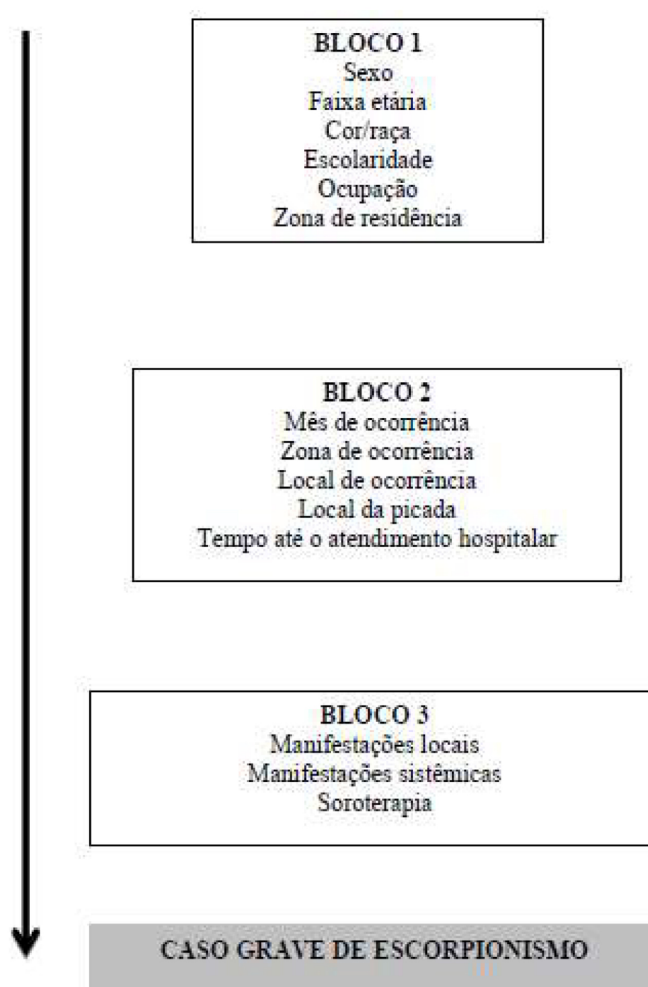 BLOCO 1
Sexo
Faixa etária
Cor/raça
Escolaridade
Ocupação
Zona de residência
BLOCO 2
Mês de ocorrência
Zona de ocorrência
Local de ocorrência
Local da picada
Tempo até o atendimento hospitalar
BLOCO 3
Manifestações locais
Manifestações sistêmicas
Soroterapia
CASO GRAVE DE ESCORPIONISMO